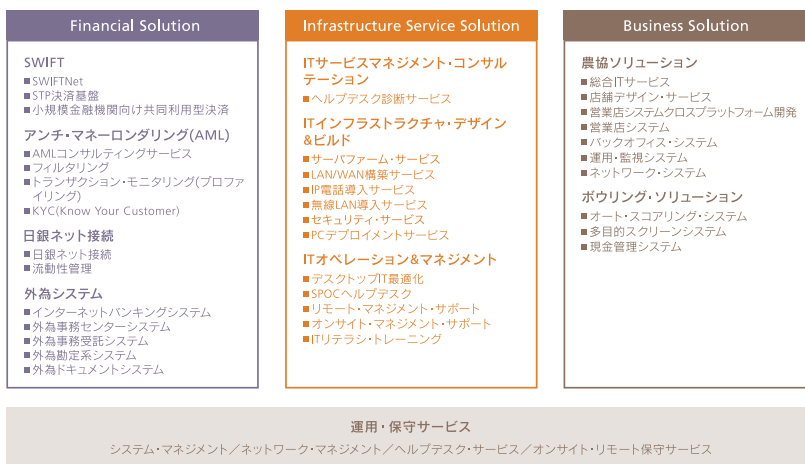 Financial Solution
SWIFT
■SWIFTNet
■STP決済基盤
■小規模金融機関向け共同利用型決済
アンチ・マネーロンダリング(AML)
■AMLコンサルティングサービス
■フィルタリング
■トランザクション・モニタリング(プロファ
イリング)
■KYC(Know Your Customer)
日銀ネット接続
■日銀ネット接続
■流動性管理
外為システム
■インターネットバンキングシステム
■外為事務センターシステム
■外為事務受託システム
■外為勘定系システム
■外為ドキュメントシステム
Infrastructure Service Solution
ITサービスマネジメント・コンサル
テーション
■ヘルプデスク診断サービス
ITインフラストラクチャ・デザイン
&ビルド
■サーバファーム・サービス
■LAN/WAN構築サービス
■IP電話導入サービス
■無線LAN導入サービス
■セキュリティ・サービス
■PCデプロイメントサービス
ITオペレーション&マネジメント
■デスクトップIT最適化
■SPOCヘルプデスク
■リモート・マネジメント・サポート
■オンサイト・マネジメント・サポート
■ITリテラシ・トレーニング
Business Solution
農協ソリューション
■総合ITサービス
■店舗デザイン・サービス
■営業店システムクロスプラットフォーム開発
■営業店システム
■バックオフィス・システム
■運用・監視システム
■ネットワーク・システム
ボウリング・ソリューション
■オート・スコアリング・システム
■多目的スクリーンシステム
■現金管理システム
運用・保守サービス
システム・マネジメント／ネットワーク・マネジメント／ヘルプデスク・サービス／オンサイト・リモート保守サービス